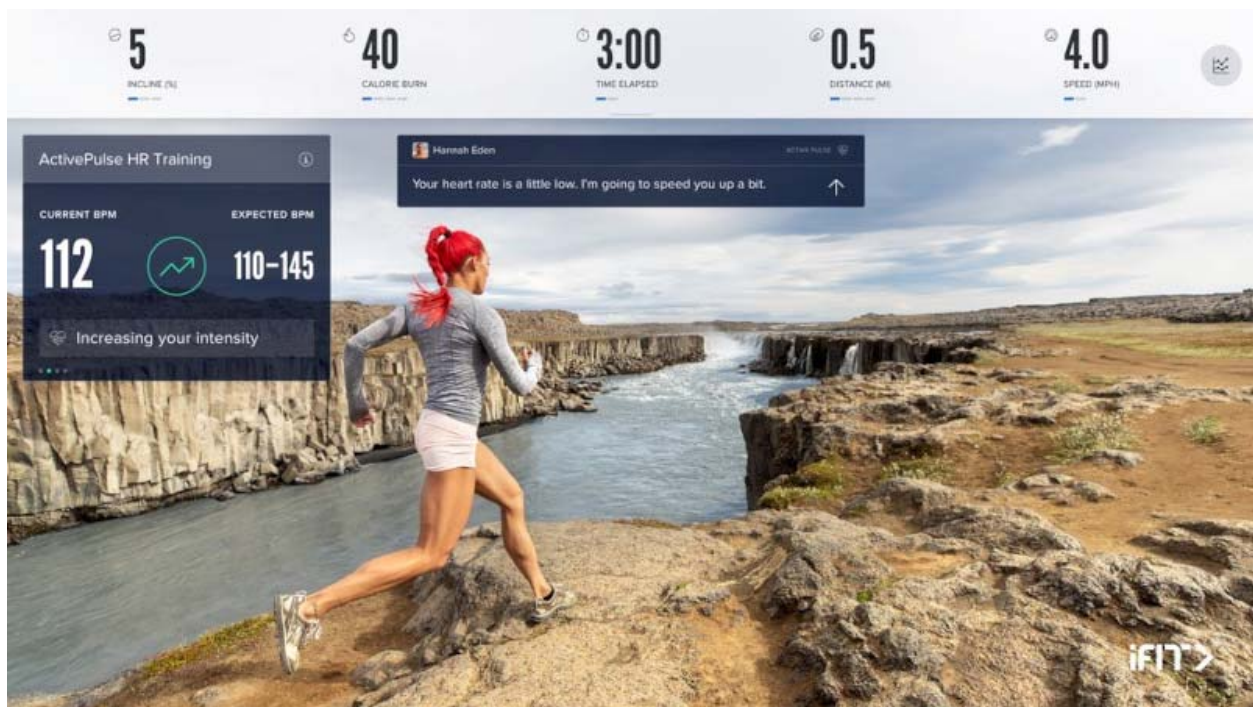 5
INCLINE (%)
40
CALORIE BURN
3:00
TIME ELAPSED
0.5
DISTANCE (MI)
4.0
SPEED (MPH)
ActivePulse HR Training
CURRENT BPM
EXPECTED BPM
112
110–145
Increasing your intensity
Hannah Eden
ACTIVE PULSE
Your heart rate is a little low. I'm going to speed you up a bit.
iFIT